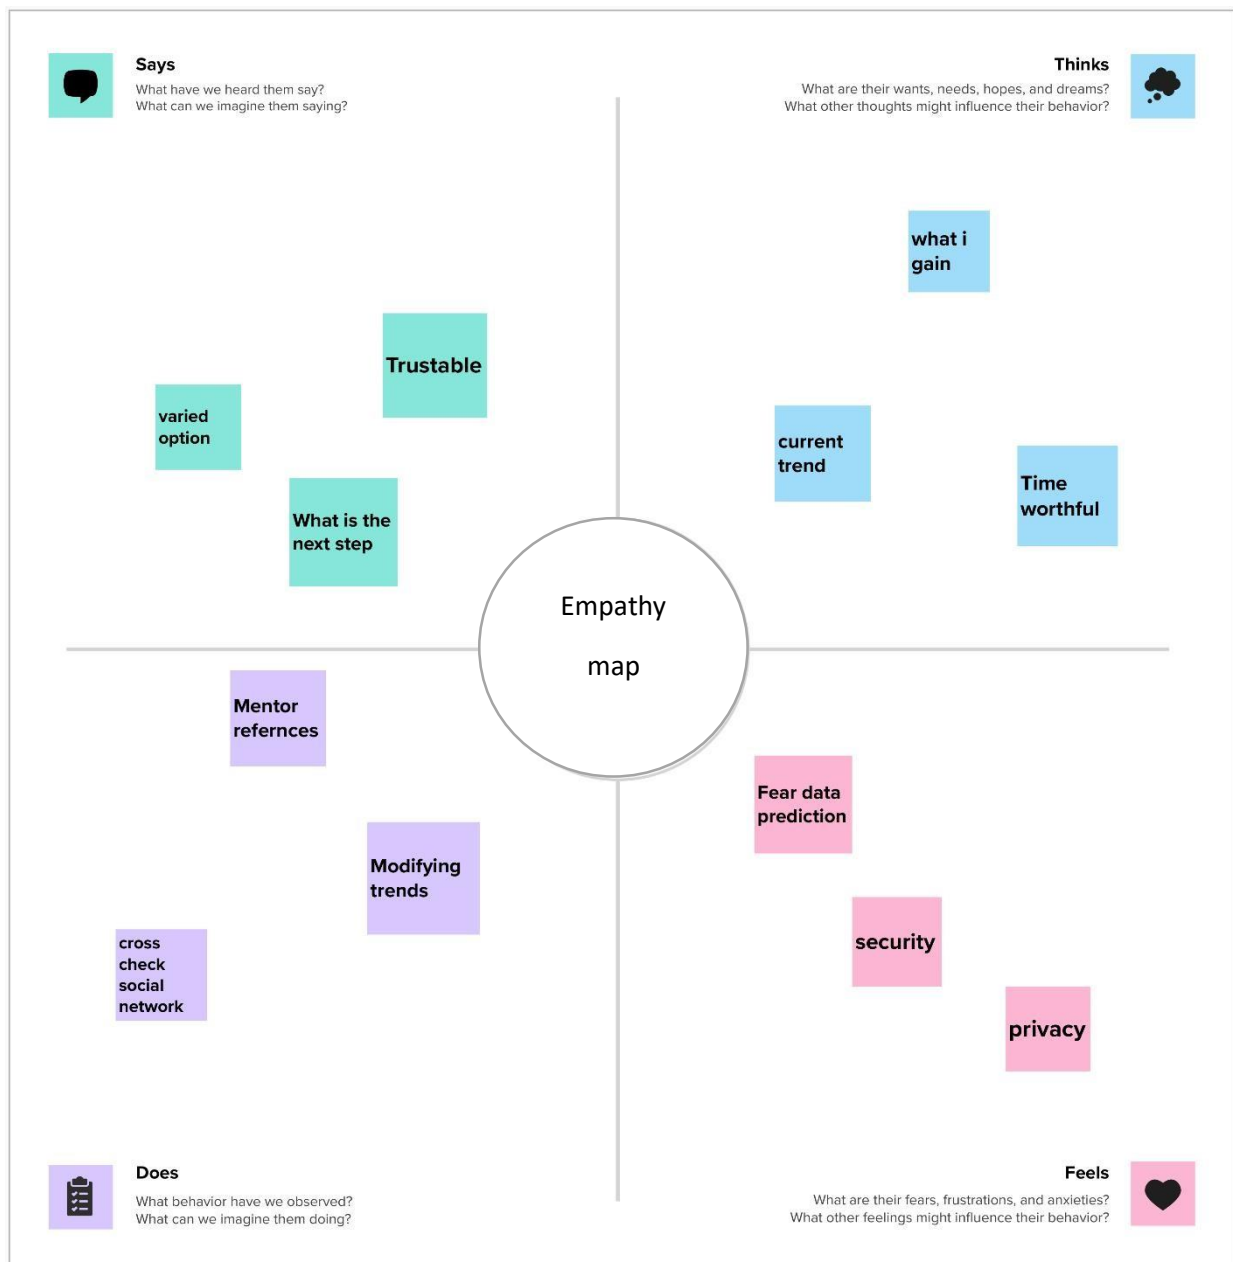 Says
What have we heard them say?
What can we imagine them saying?
Thinks
What are their wants, needs, hopes, and dreams?
What other thoughts might influence their behavior?
what i
gain
Trustable
varied
option
What is the
next step
current
trend
Time
worthful
Empathy
map
Mentor
refernces
Modifying
trends
cross
check
social
network
Fear data
prediction
security
privacy
Does
What behavior have we observed?
What can we imagine them doing?
Feels
What are their fears, frustrations, and anxieties?
What other feelings might influence their behavior?